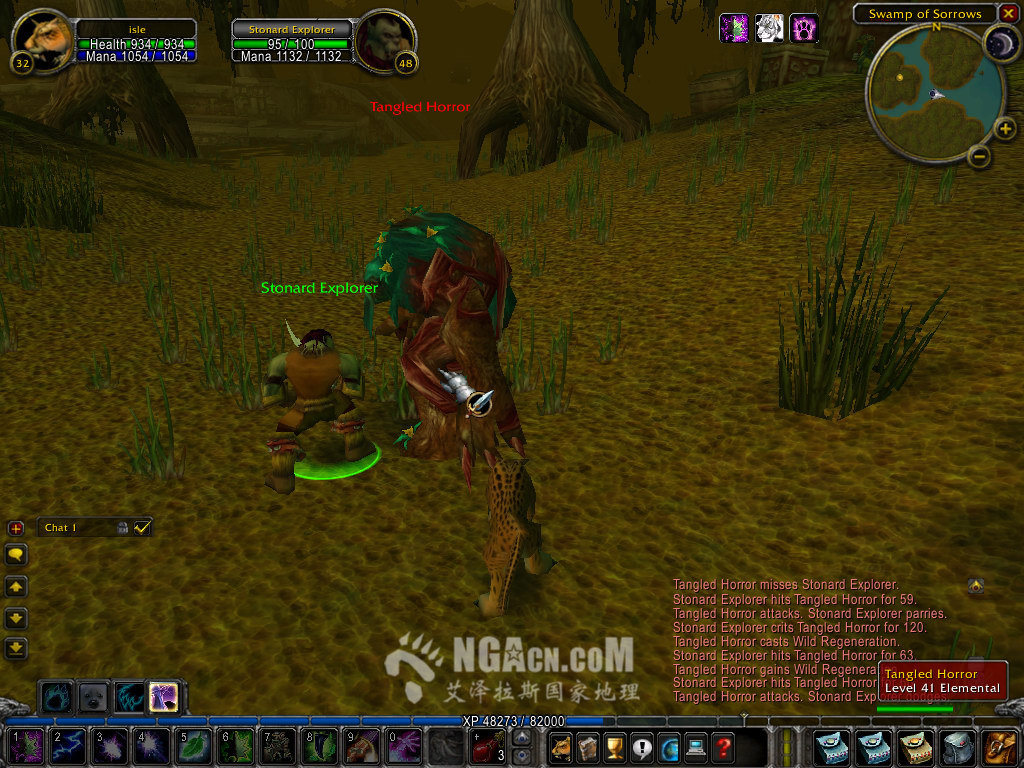 isle
Health 934 / 934
Mana 1054 / 1054
32
Stonard Explorer
95 / 100
Mana 1132 / 1132
48
Swamp of Sorrows
N
Tangled Horror
Stonard Explorer
Chat 1
Tangled Horror misses Stonard Explorer.
Stonard Explorer hits Tangled Horror for 59.
Tangled Horror attacks. Stonard Explorer parries.
Stonard Explorer crits Tangled Horror for 120.
Tangled Horror casts Wild Regeneration.
Stonard Explorer hits Tangled Horror for 63
Tangled Horror gains Wild Regenera
Stonard Explorer hits Tangled Horror
Tangled Horror attacks. Stonard
Tangled Horror
Level 41 Elemental
NGACN.COM
艾泽拉斯国家地理
XP 48273 / 82000
1 2 3 4 5 6 7 8 9 0 - +
3